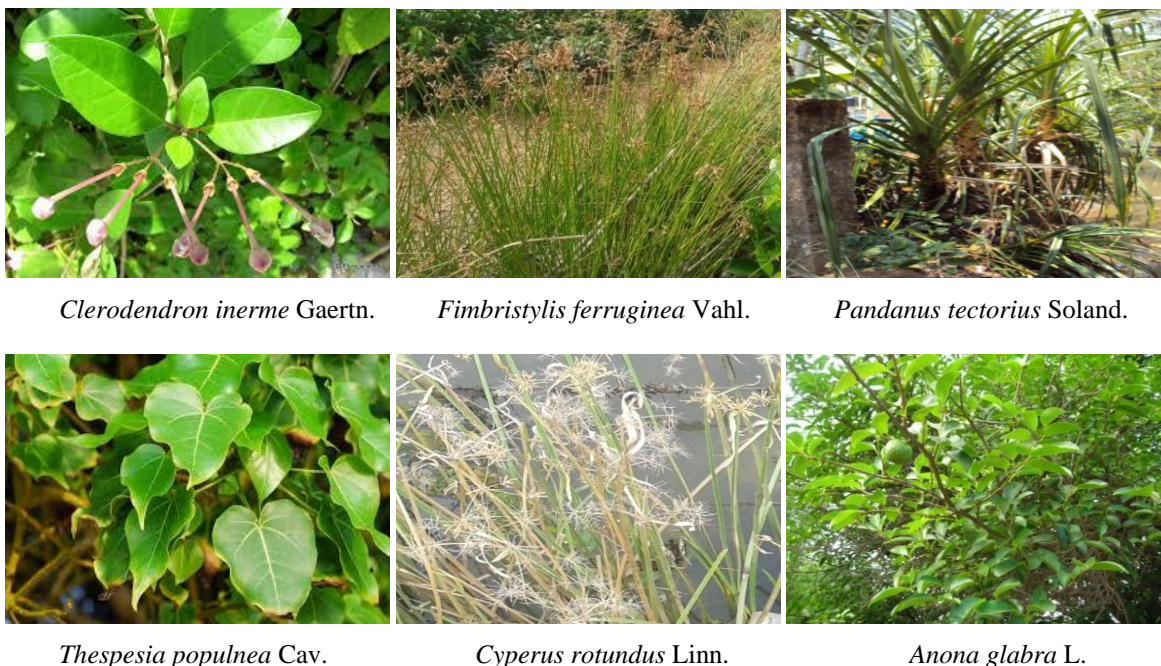 Clerodendron inerme Gaertn.
Fimbristylis ferruginea Vahl.
Pandanus tectorius Soland.
Thespesia populnea Cav.
Cyperus rotundus Linn.
Anona glabra L.